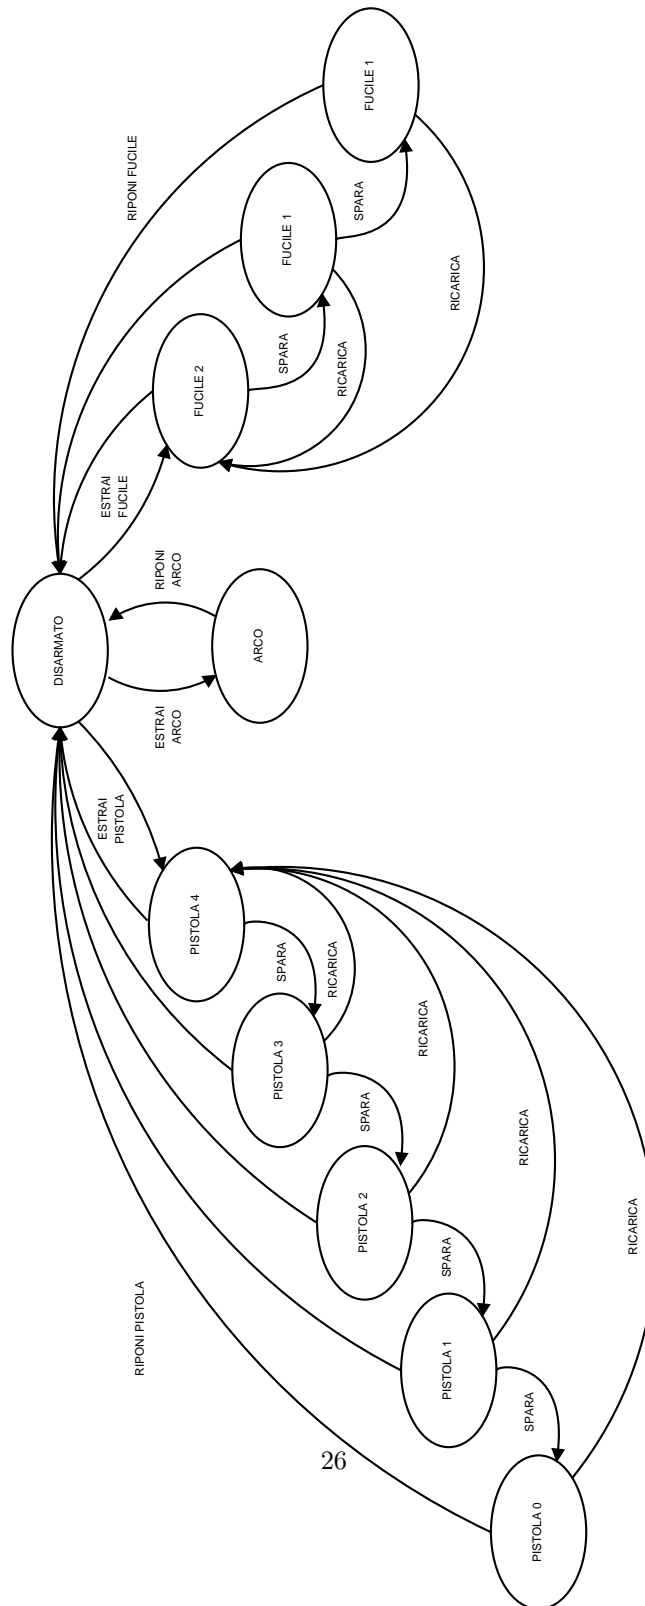 FUCILE 1
RIPONI FUCILE
SPARA
FUCILE 1
RICARICA
SPARA
RICARICA
FUCILE 2
ESTRAI
FUCILE
RIPONI
ARCO
DISARMATO
ARCO
ESTRAI
ARCO
ESTRAI
PISTOLA
PISTOLA 4
SPARA
RICARICA
PISTOLA 3
RICARICA
SPARA
RICARICA
PISTOLA 2
RICARICA
SPARA
RIPONI PISTOLA
PISTOLA 1
SPARA
26
PISTOLA 0